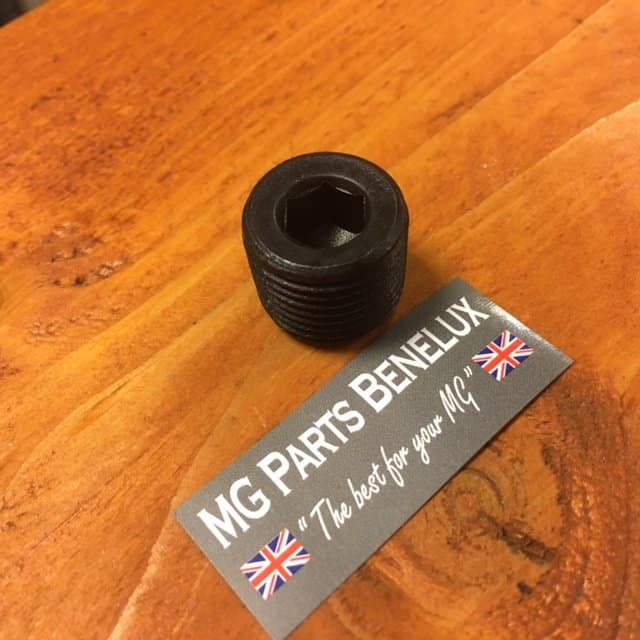 MG PARTS BENELUX
"The best for your MG"